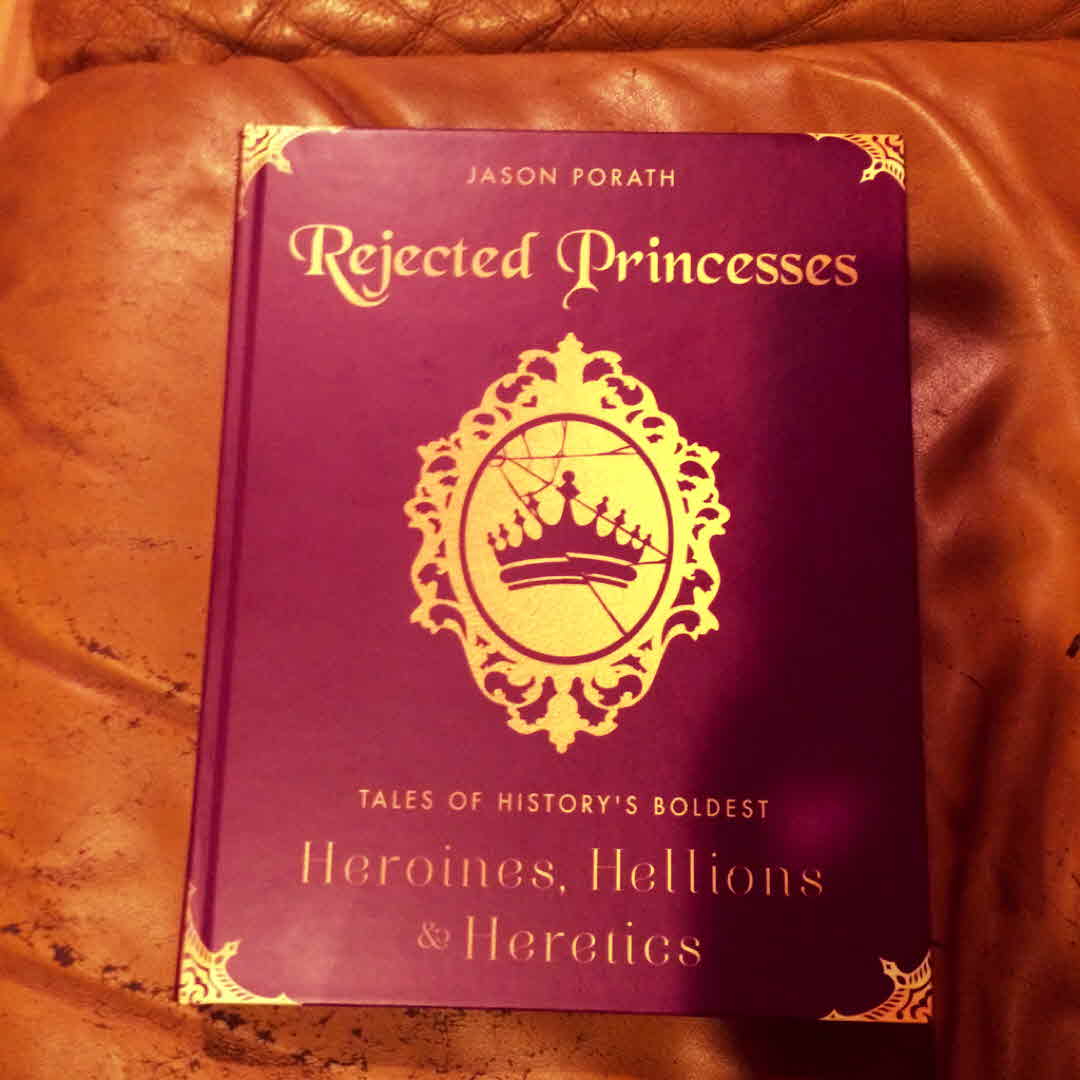 JASON PORATH
Rejected Princesses
TALES OF HISTORY'S BOLDEST
Heroines, Hellions
& Heretics